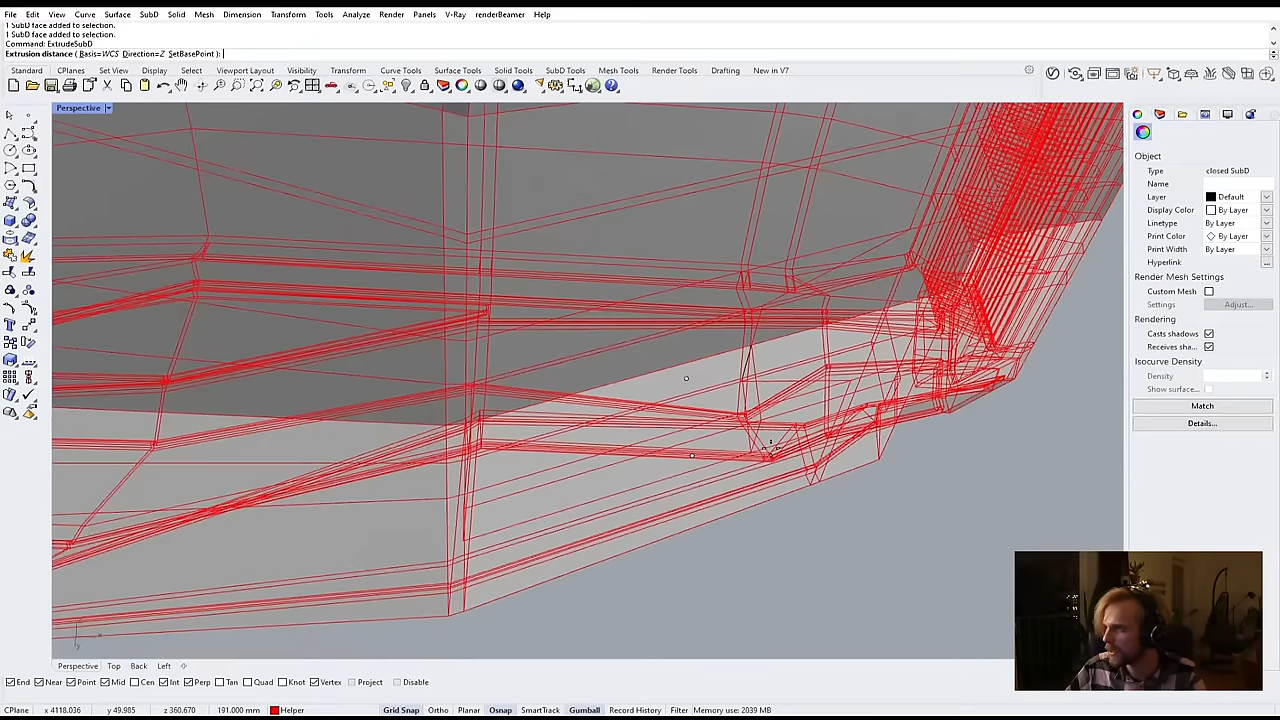 File Edit View Curve Surface SubD Solid Mesh Dimension Transform Tools Analyze Render Panels V-Ray renderBeamer Help
1 SubD face added to selection.
1 SubD face added to selection.
Command: ExtrudeSubD
Extrusion distance ( Basis=WCS Direction=Z SetBasePoint ):
Standard CPlanes Set View Display Select Viewport Layout Visibility Transform Curve Tools Surface Tools Solid Tools SubD Tools Mesh Tools Render Tools Drafting New in V7
Perspective
Object
Type closed SubD
Name
Layer Default
Display Color By Layer
Linetype By Layer
Print Color By Layer
Print Width By Layer
Hyperlink ...
Render Mesh Settings
Custom Mesh
Settings Adjust...
Rendering
Casts shadows
Receives sha...
Isocurve Density
Density
Show surface...
Match
Details...
y x
Perspective Top Back Left
End Near Point Mid Cen Int Perp Tan Quad Knot Vertex Project Disable
CPlane x 4118.036 y 49.985 z 360.670 191.000 mm Helper Grid Snap Ortho Planar Osnap SmartTrack Gumball Record History Filter Memory use: 2039 MB